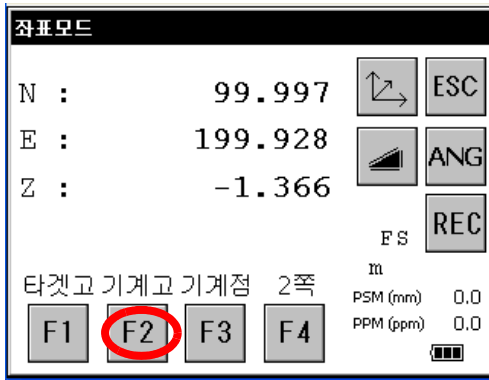 좌표모드
N : 99.997
E : 199.928
Z : -1.366
ESC
ANG
REC
FS
m
PSM (mm) 0.0
PPM (ppm) 0.0
타겟고 기계고 기계점 2쪽
F1 F2 F3 F4